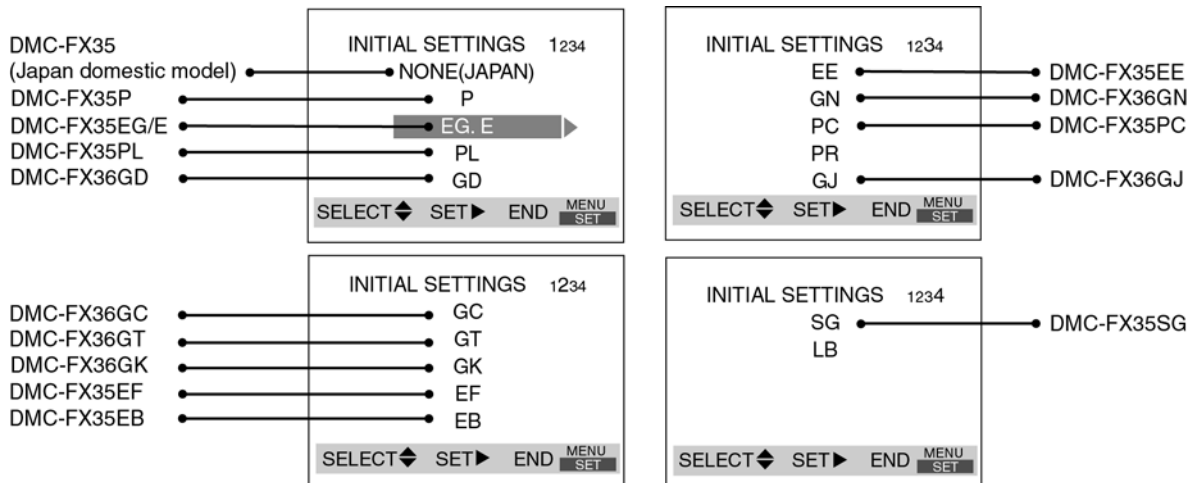 DMC-FX35
(Japan domestic model)
DMC-FX35P
DMC-FX35EG/E
DMC-FX35PL
DMC-FX36GD
INITIAL SETTINGS 1234
NONE(JAPAN)
P
EG. E
PL
GD
SELECT SET END MENU
SET
INITIAL SETTINGS 1234
EE
GN
PC
PR
GJ
SELECT SET END MENU
SET
DMC-FX35EE
DMC-FX36GN
DMC-FX35PC
DMC-FX36GJ
DMC-FX36GC
DMC-FX36GT
DMC-FX36GK
DMC-FX35EF
DMC-FX35EB
INITIAL SETTINGS 1234
GC
GT
GK
EF
EB
SELECT SET END MENU
SET
INITIAL SETTINGS 1234
SG
LB
SELECT SET END MENU
SET
DMC-FX35SG